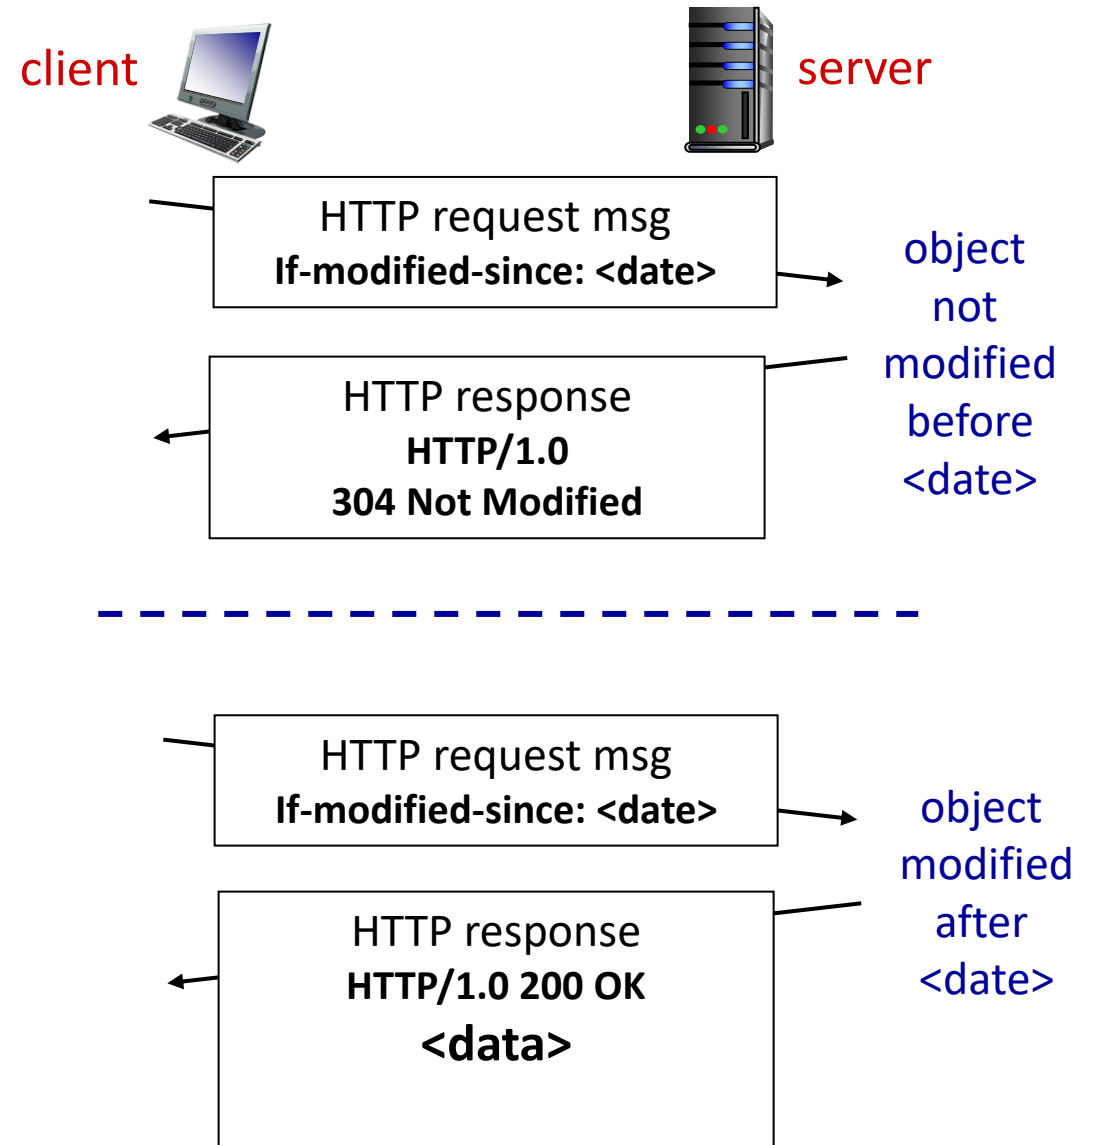 client
server
HTTP request msg
If-modified-since: <date>
object
not
modified
before
<date>
HTTP response
HTTP/1.0
304 Not Modified
HTTP request msg
If-modified-since: <date>
object
modified
after
<date>
HTTP response
HTTP/1.0 200 OK
<data>